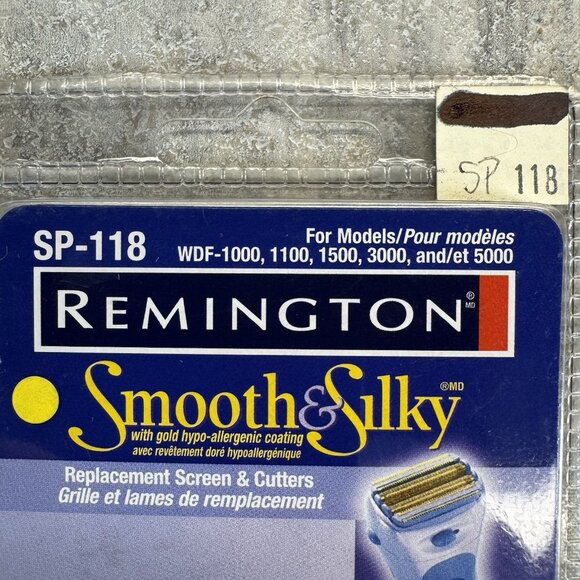 SP 118
SP-118
For Models/Pour modèles
WDF-1000, 1100, 1500, 3000, and/et 5000
REMINGTON® MD
Smooth & Silky ®MD
with gold hypo-allergenic coating
avec revêtement doré hypoallergénique
Replacement Screen & Cutters
Grille et lames de remplacement